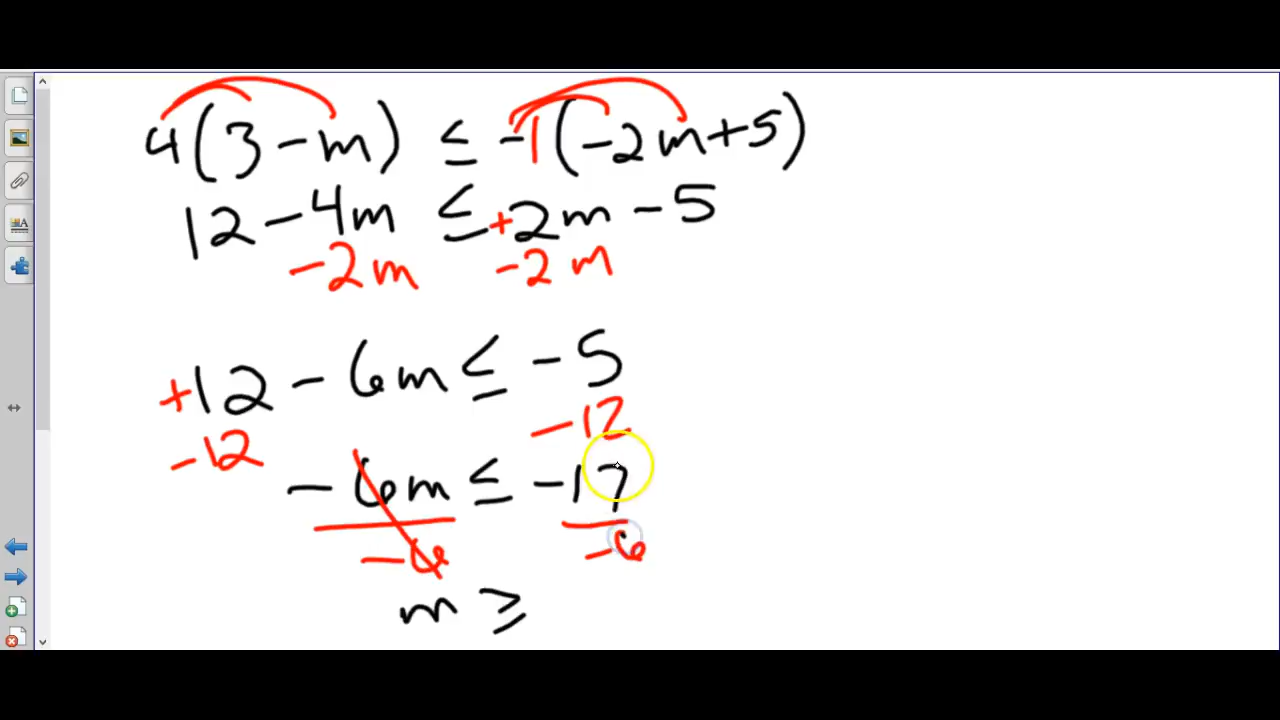 4(3-m) ≤ -1(-2m+5)
12-4m ≤ +2m-5
-2m -2m
+12-6m ≤ -5
-12 -12
-6m ≤ -17
-6 -6
m ≥